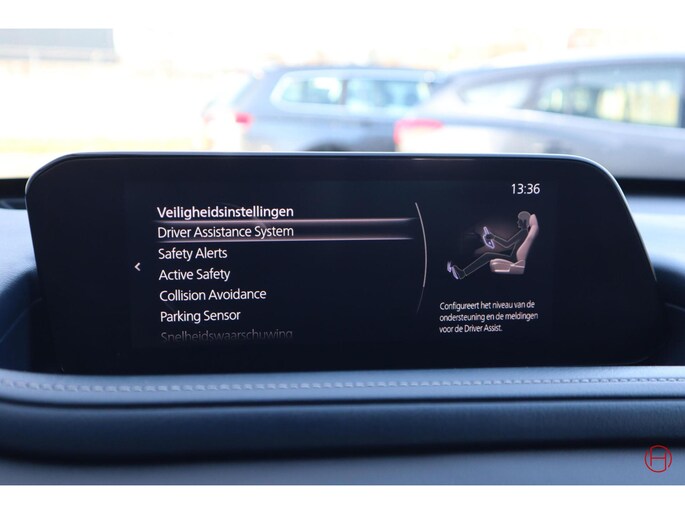 13:36
Veiligheidsinstellingen
Driver Assistance System
Safety Alerts
Active Safety
Collision Avoidance
Parking Sensor
Snelheidswaarschuwing
Configureert het niveau van de
ondersteuning en de meldingen
voor de Driver Assist.